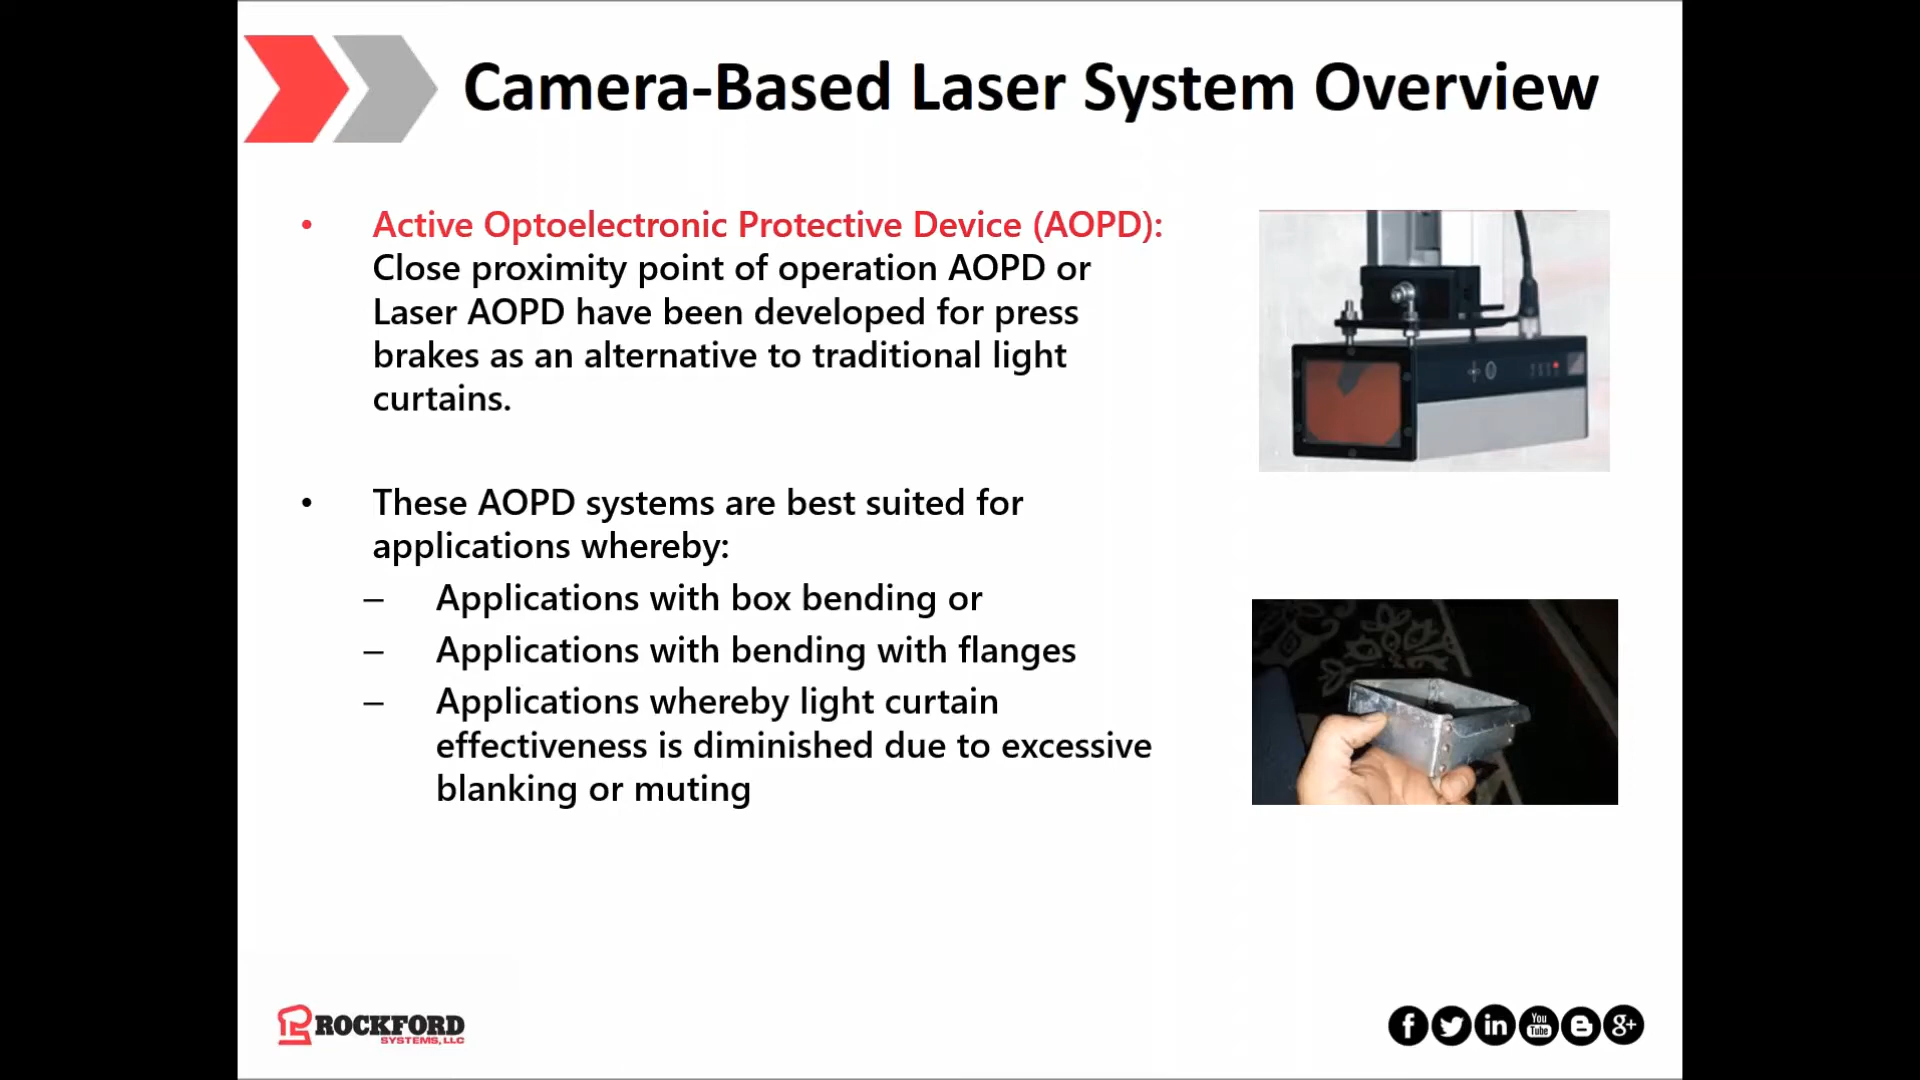 Camera-Based Laser System Overview
• Active Optoelectronic Protective Device (AOPD):
Close proximity point of operation AOPD or
Laser AOPD have been developed for press
brakes as an alternative to traditional light
curtains.
• These AOPD systems are best suited for
applications whereby:
– Applications with box bending or
– Applications with bending with flanges
– Applications whereby light curtain
effectiveness is diminished due to excessive
blanking or muting
ROCKFORD
SYSTEMS, LLC
You
Tube